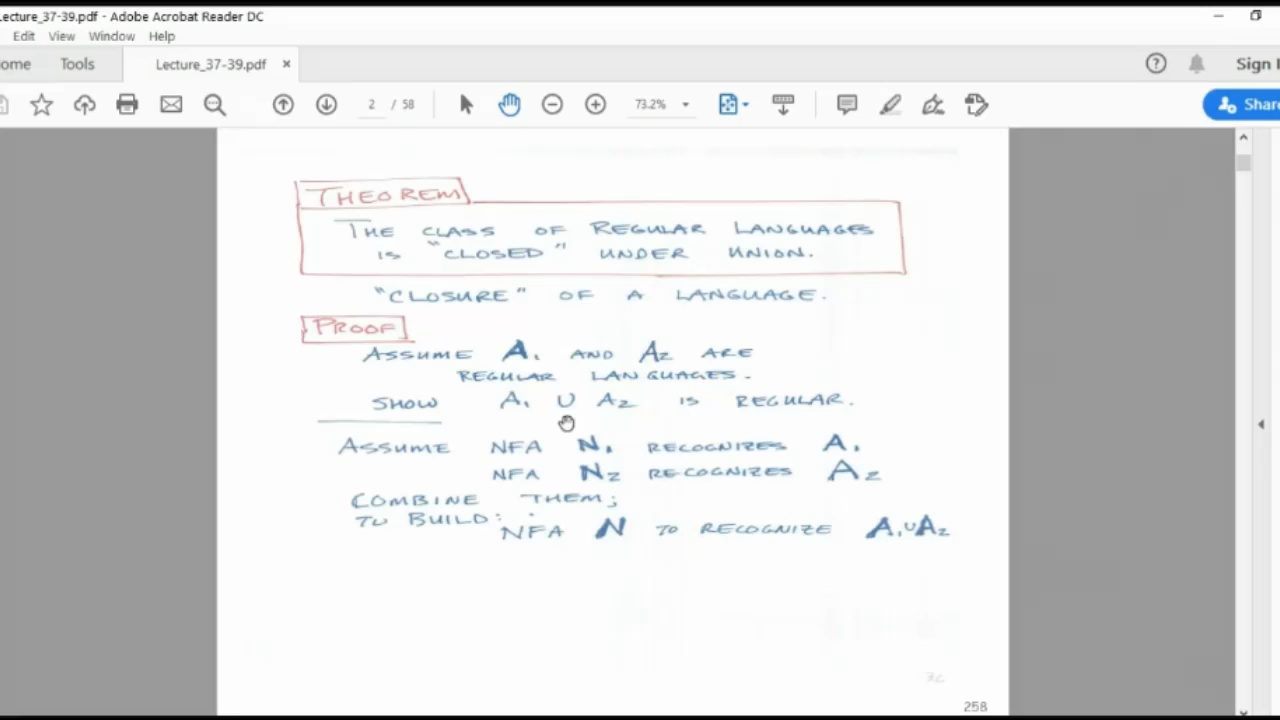 Lecture_37-39.pdf - Adobe Acrobat Reader DC
Edit View Window Help
ome Tools Lecture_37-39.pdf × Sign I
2 / 58 73.2% Shar
THEOREM
THE CLASS OF REGULAR LANGUAGES
IS "CLOSED" UNDER UNION.
"CLOSURE" OF A LANGUAGE.
PROOF
ASSUME A₁ AND A₂ ARE
REGULAR LANGUAGES.
SHOW A₁ ∪ A₂ IS REGULAR.
ASSUME NFA N₁ RECOGNIZES A₁
NFA N₂ RECOGNIZES A₂
COMBINE THEM;
TO BUILD:
NFA N TO RECOGNIZE A₁∪A₂
258